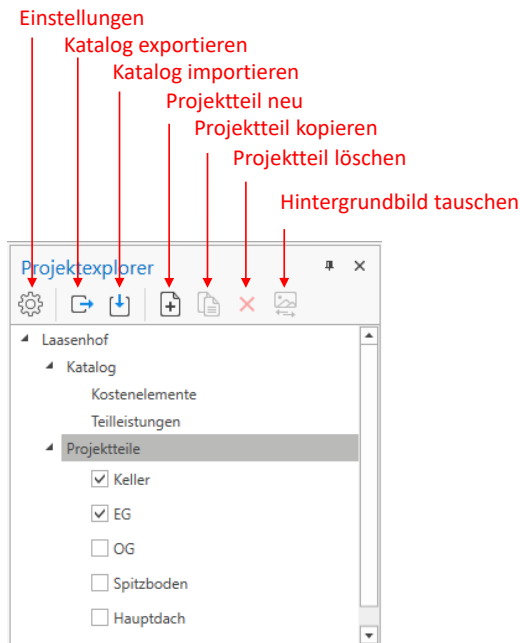 Einstellungen
Katalog exportieren
Katalog importieren
Projektteil neu
Projektteil kopieren
Projektteil löschen
Hintergrundbild tauschen
Projektexplorer
Laasenhof
Katalog
Kostenelemente
Teilleistungen
Projektteile
Keller
EG
OG
Spitzboden
Hauptdach